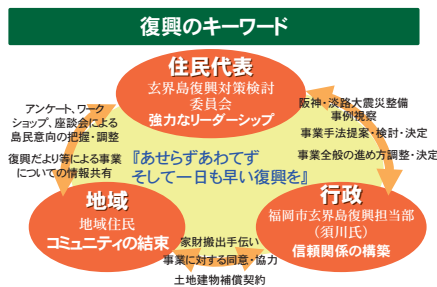 復興のキーワード
住民代表
玄界島復興対策検討
委員会
強力なリーダーシップ
アンケート、ワーク
ショップ、座談会による
島民意向の把握・調整
復興だより等による事業
についての情報共有
阪神・淡路大震災整備
事例視察
事業手法提案・検討・決定
事業全般の進め方調整・決定
『あせらずあわてず
そして一日も早い復興を』
地域
地域住民
コミュニティの結束
行政
福岡市玄界島復興担当部
（須川氏）
信頼関係の構築
家財搬出手伝い
事業に対する同意・協力
土地建物補償契約